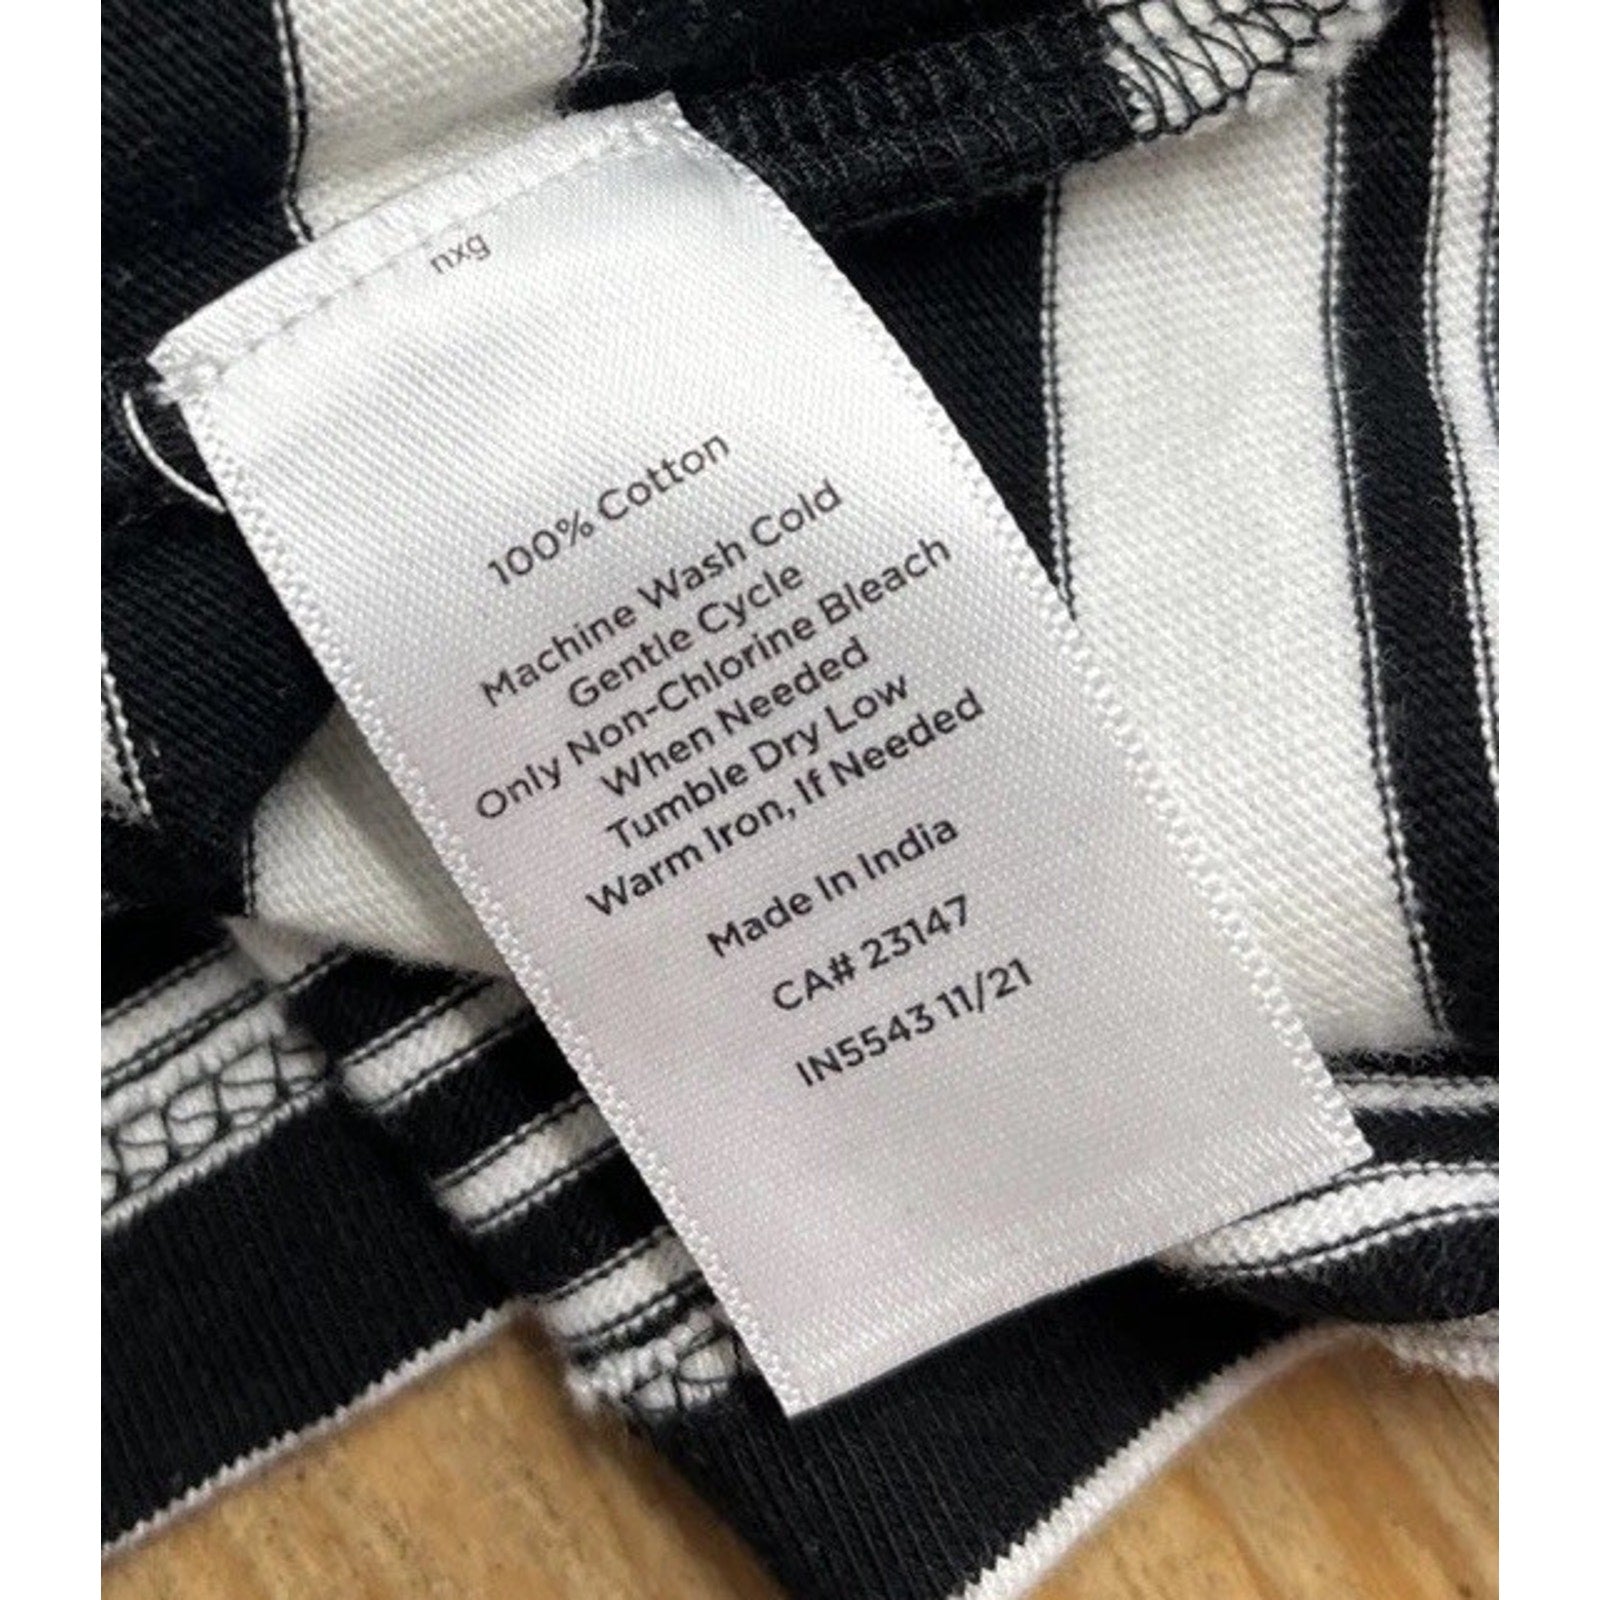 nxg
100% Cotton
Machine Wash Cold
Gentle Cycle
Only Non-Chlorine Bleach
When Needed
Tumble Dry Low
Warm Iron, If Needed
Made In India
CA# 23147
IN5543 11/21